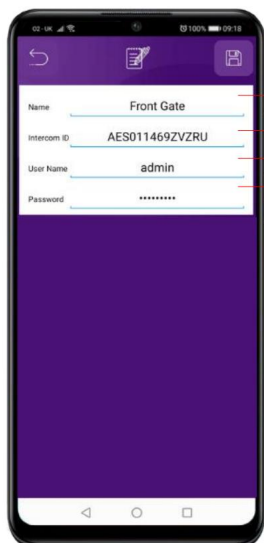 O2 - UK 100% 09:18
Name Front Gate
Intercom ID AES011469ZVZRU
User Name admin
Password •••••••••